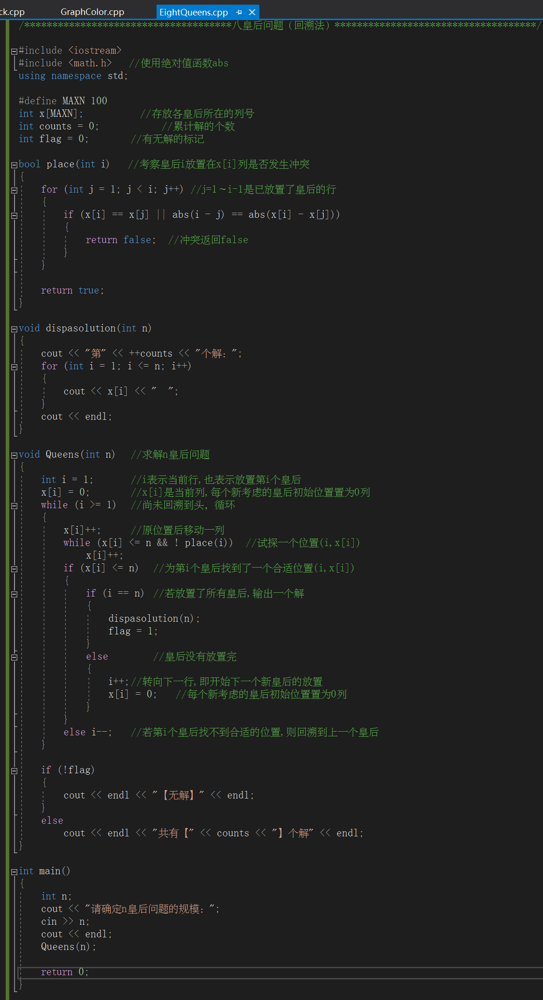 ck.cpp GraphColor.cpp EightQueens.cpp
/*************************************八皇后问题（回溯法）************************************/
#include <iostream>
#include <math.h> //使用绝对值函数abs
using namespace std;
#define MAXN 100
int x[MAXN]; //存放各皇后所在的列号
int counts = 0; //累计解的个数
int flag = 0; //有无解的标记
bool place(int i) //考察皇后i放置在x[i]列是否发生冲突
{
for (int j = 1; j < i; j++) //j=1～i-1是已放置了皇后的行
{
if (x[i] == x[j] || abs(i - j) == abs(x[i] - x[j]))
{
return false; //冲突返回false
}
}
return true;
}
void dispasolution(int n)
{
cout << "第" << ++counts << "个解：";
for (int i = 1; i <= n; i++)
{
cout << x[i] << "  ";
}
cout << endl;
}
void Queens(int n) //求解n皇后问题
{
int i = 1; //i表示当前行,也表示放置第i个皇后
x[i] = 0; //x[i]是当前列,每个新考虑的皇后初始位置置为0列
while (i >= 1) //尚未回溯到头，循环
{
x[i]++; //原位置后移动一列
while (x[i] <= n && ! place(i)) //试探一个位置(i,x[i])
x[i]++;
if (x[i] <= n) //为第i个皇后找到了一个合适位置(i,x[i])
{
if (i == n) //若放置了所有皇后,输出一个解
{
dispasolution(n);
flag = 1;
}
else //皇后没有放置完
{
i++;//转向下一行,即开始下一个新皇后的放置
x[i] = 0; //每个新考虑的皇后初始位置置为0列
}
}
else i--; //若第i个皇后找不到合适的位置,则回溯到上一个皇后
}
if (!flag)
{
cout << endl << "【无解】" << endl;
}
else
cout << endl << "共有【" << counts << "】个解" << endl;
}
int main()
{
int n;
cout << "请确定n皇后问题的规模：";
cin >> n;
cout << endl;
Queens(n);
return 0;
}